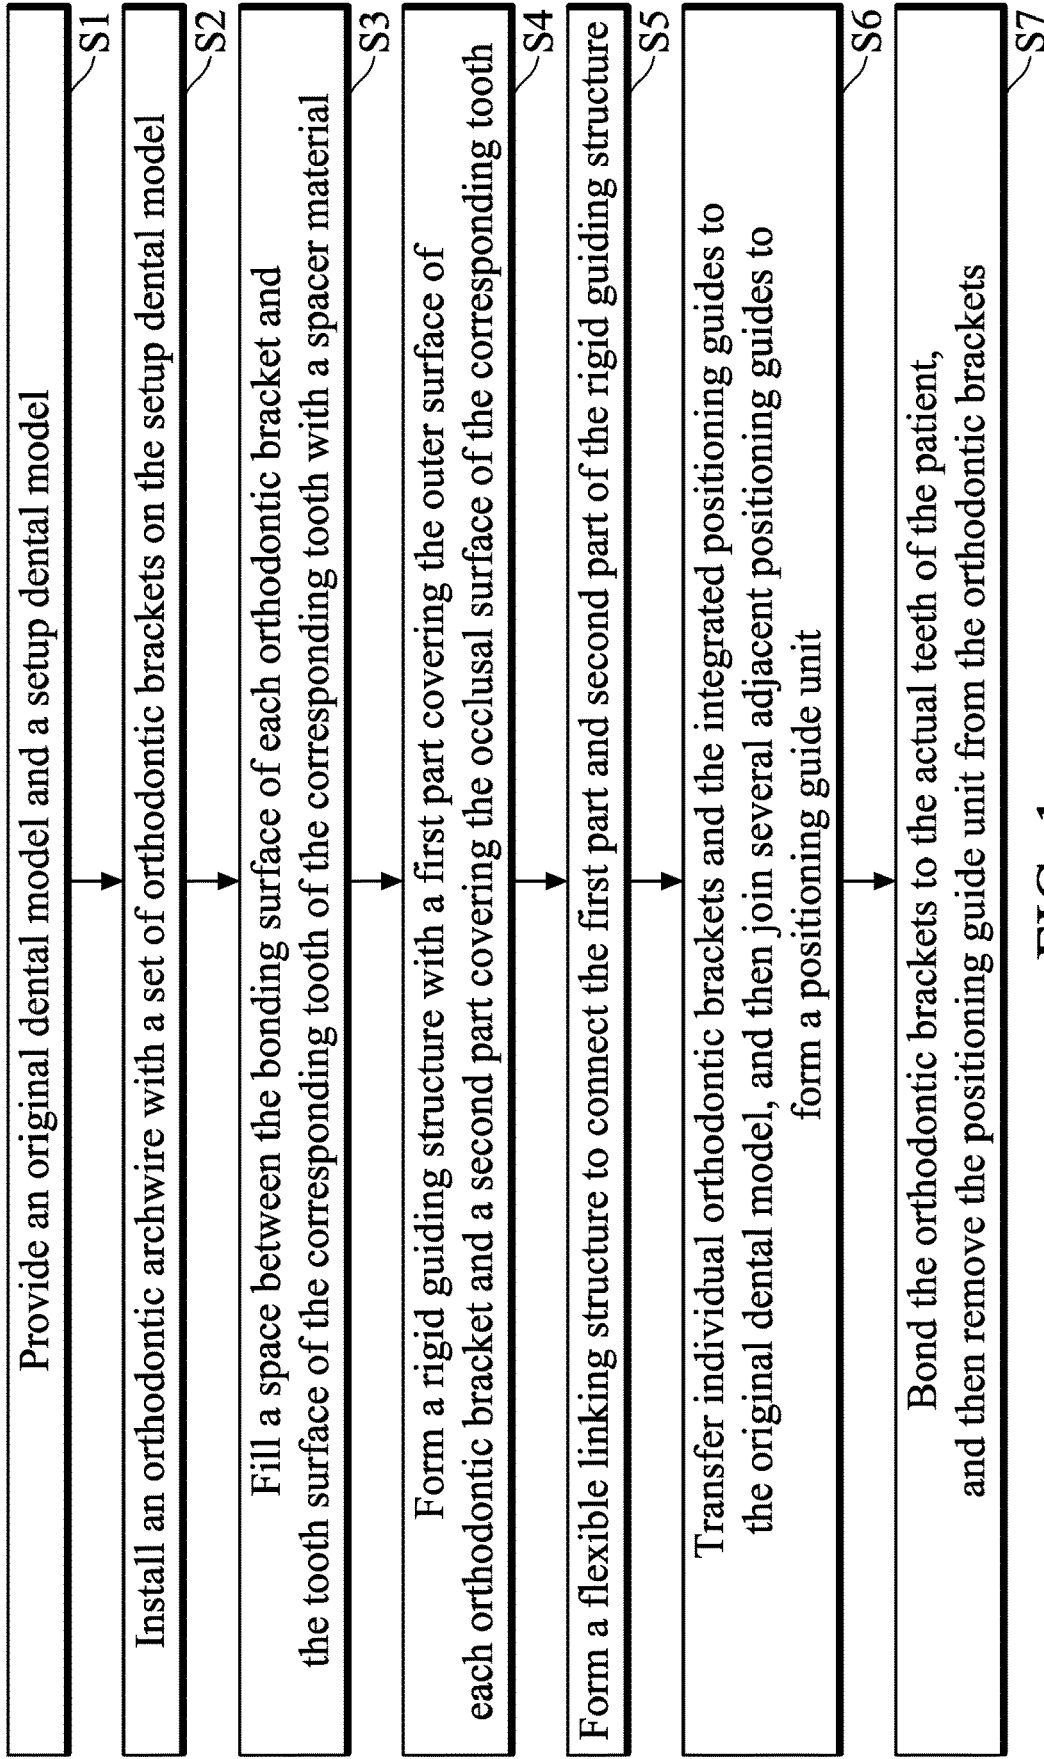 Provide an original dental model and a setup dental model
S1
Install an orthodontic archwire with a set of orthodontic brackets on the setup dental model
S2
Fill a space between the bonding surface of each orthodontic bracket and
the tooth surface of the corresponding tooth of the corresponding tooth with a spacer material
S3
Form a rigid guiding structure with a first part covering the outer surface of
each orthodontic bracket and a second part covering the occlusal surface of the corresponding tooth
S4
Form a flexible linking structure to connect the first part and second part of the rigid guiding structure
S5
Transfer individual orthodontic brackets and the integrated positioning guides to
the original dental model, and then join several adjacent positioning guides to
form a positioning guide unit
S6
Bond the orthodontic brackets to the actual teeth of the patient,
and then remove the positioning guide unit from the orthodontic brackets
S7
FIG. 1